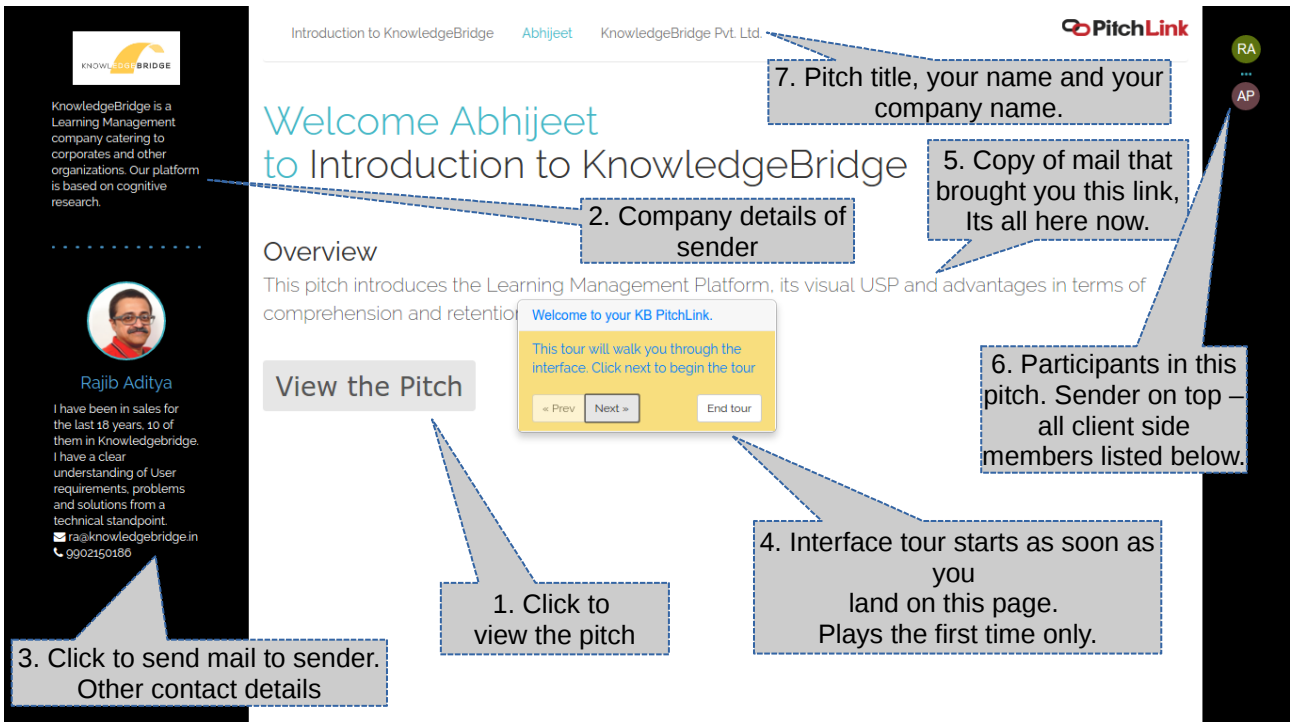 KNOWLEDGEBRIDGE
KnowledgeBridge is a
Learning Management
company catering to
corporates and other
organizations. Our platform
is based on cognitive
research.
Rajib Aditya
I have been in sales for
the last 18 years, 10 of
them in Knowledgebridge.
I have a clear
understanding of User
requirements, problems
and solutions from a
technical standpoint.
ra@knowledgebridge.in
9902150186
3. Click to send mail to sender.
Other contact details
Introduction to KnowledgeBridge Abhijeet KnowledgeBridge Pvt. Ltd.
PitchLink
7. Pitch title, your name and your
company name.
Welcome Abhijeet
to Introduction to KnowledgeBridge
2. Company details of
sender
5. Copy of mail that
brought you this link,
Its all here now.
Overview
This pitch introduces the Learning Management Platform, its visual USP and advantages in terms of
comprehension and retention
Welcome to your KB PitchLink.
This tour will walk you through the
interface. Click next to begin the tour
« Prev Next » End tour
View the Pitch
1. Click to
view the pitch
4. Interface tour starts as soon as
you
land on this page.
Plays the first time only.
6. Participants in this
pitch. Sender on top –
all client side
members listed below.
RA
AP